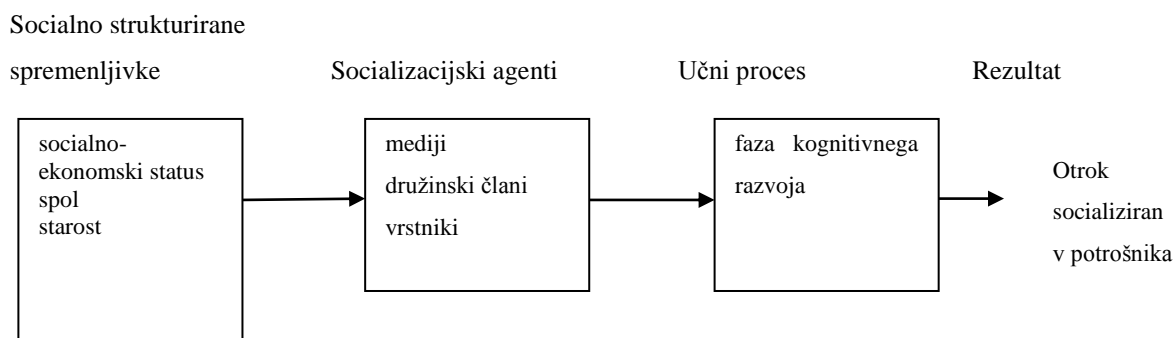 Socialno strukturirane
spremenljivke
Socializacijski agenti
Učni proces
Rezultat
socialno-
ekonomski status
spol
starost
mediji
družinski člani
vrstniki
faza kognitivnega
razvoja
Otrok
socializiran
v potrošnika